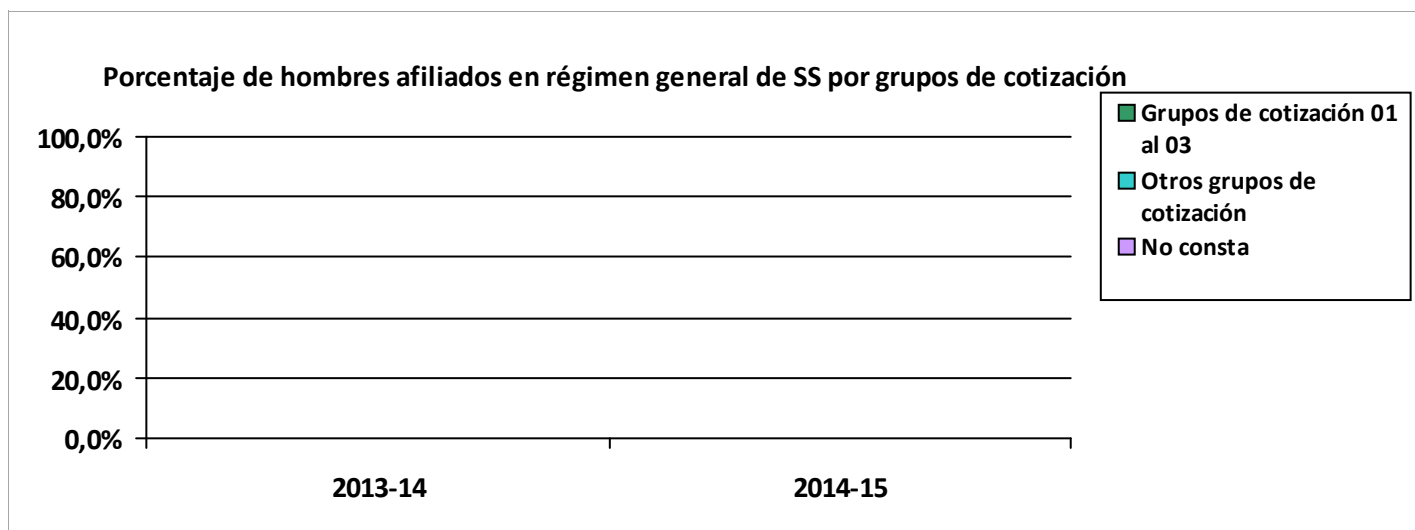 Porcentaje de hombres afiliados en régimen general de SS por grupos de cotización
100,0%
80,0%
60,0%
40,0%
20,0%
0,0%
2013-14
2014-15
Grupos de cotización 01
al 03
Otros grupos de
cotización
No consta